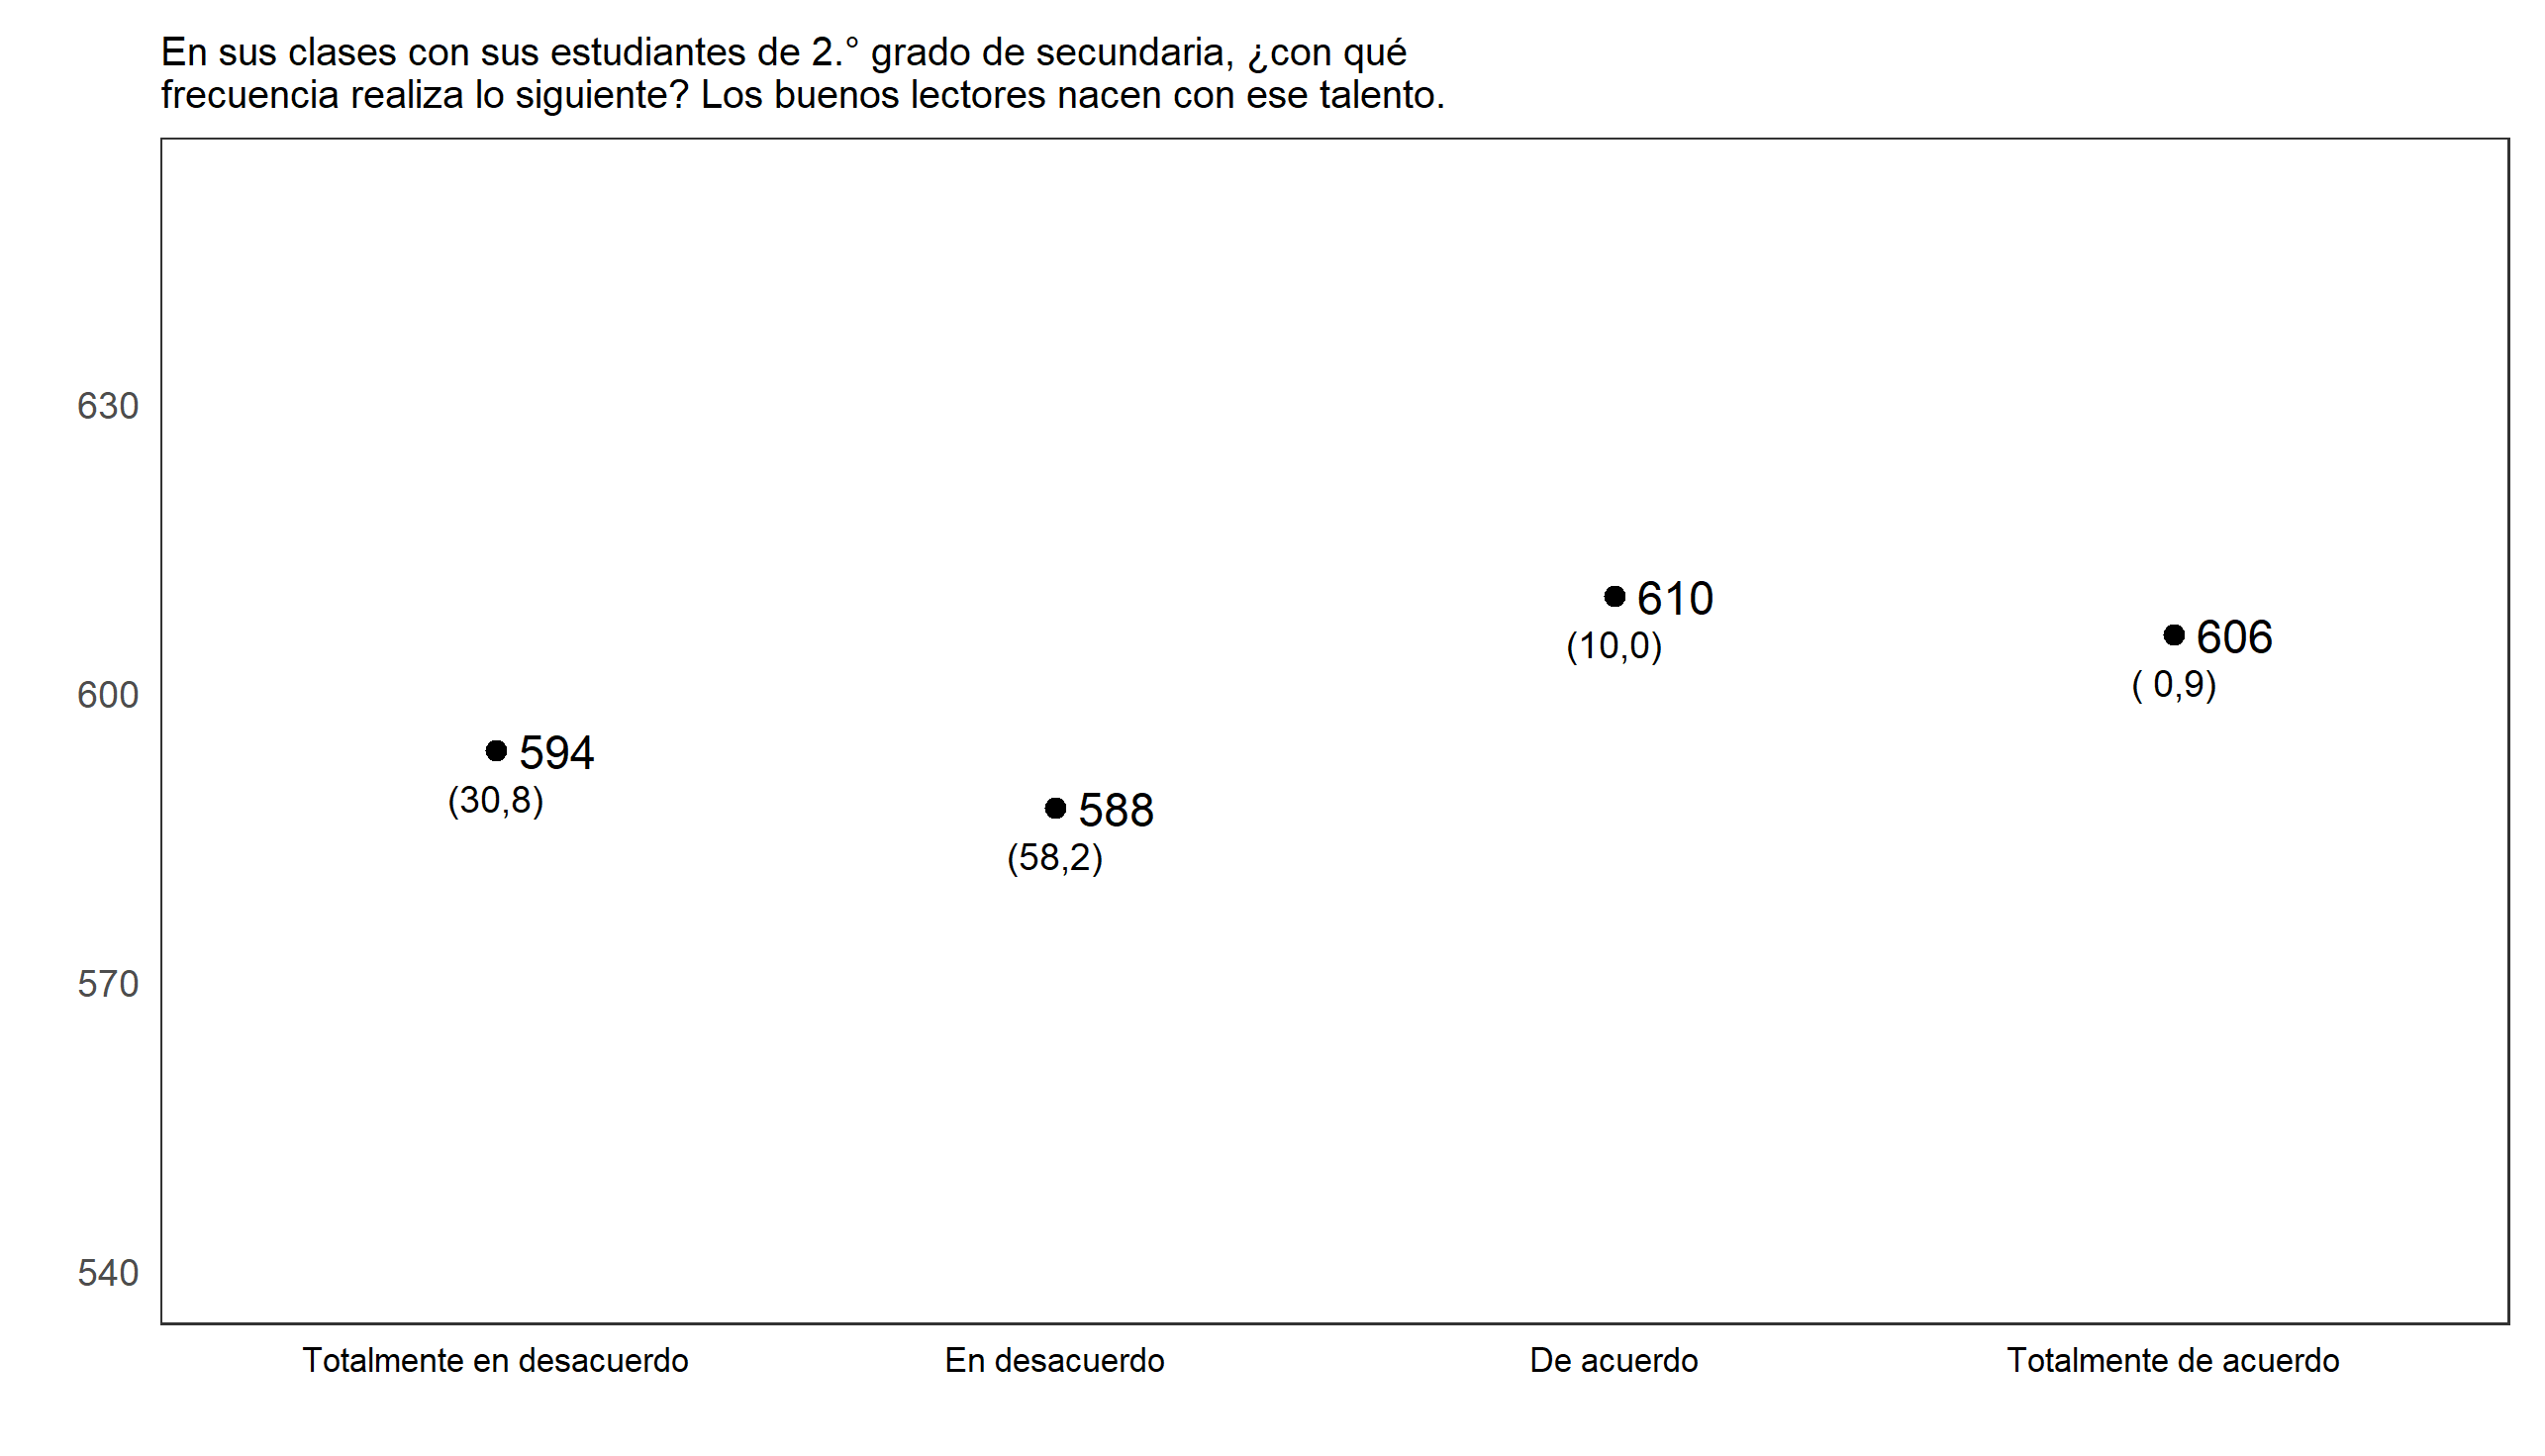 En sus clases con sus estudiantes de 2.° grado de secundaria, ¿con qué
frecuencia realiza lo siguiente? Los buenos lectores nacen con ese talento.
630
610
(10,0)
606
( 0,9)
600
594
(30,8)
588
(58,2)
570
540
Totalmente en desacuerdo
En desacuerdo
De acuerdo
Totalmente de acuerdo